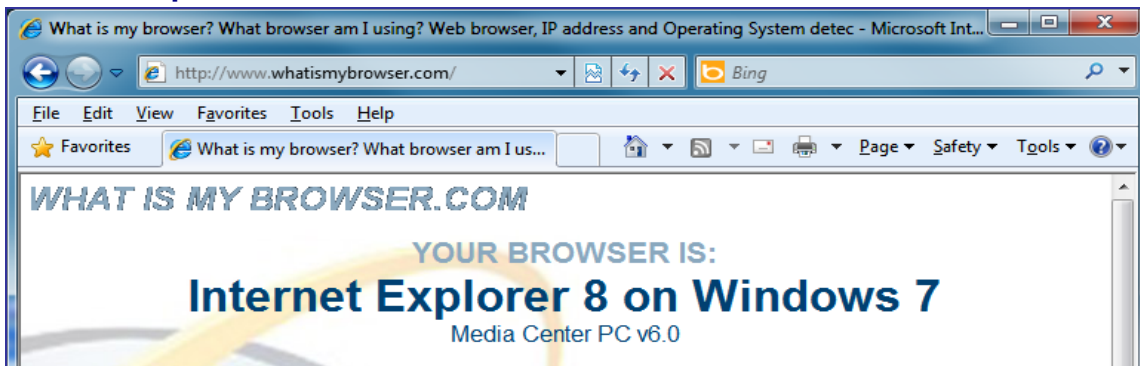 What is my browser? What browser am I using? Web browser, IP address and Operating System detec - Microsoft Int...
http://www.whatismybrowser.com/ Bing
File Edit View Favorites Tools Help
Favorites What is my browser? What browser am I us... Page Safety Tools
WHAT IS MY BROWSER.COM
YOUR BROWSER IS:
Internet Explorer 8 on Windows 7
Media Center PC v6.0